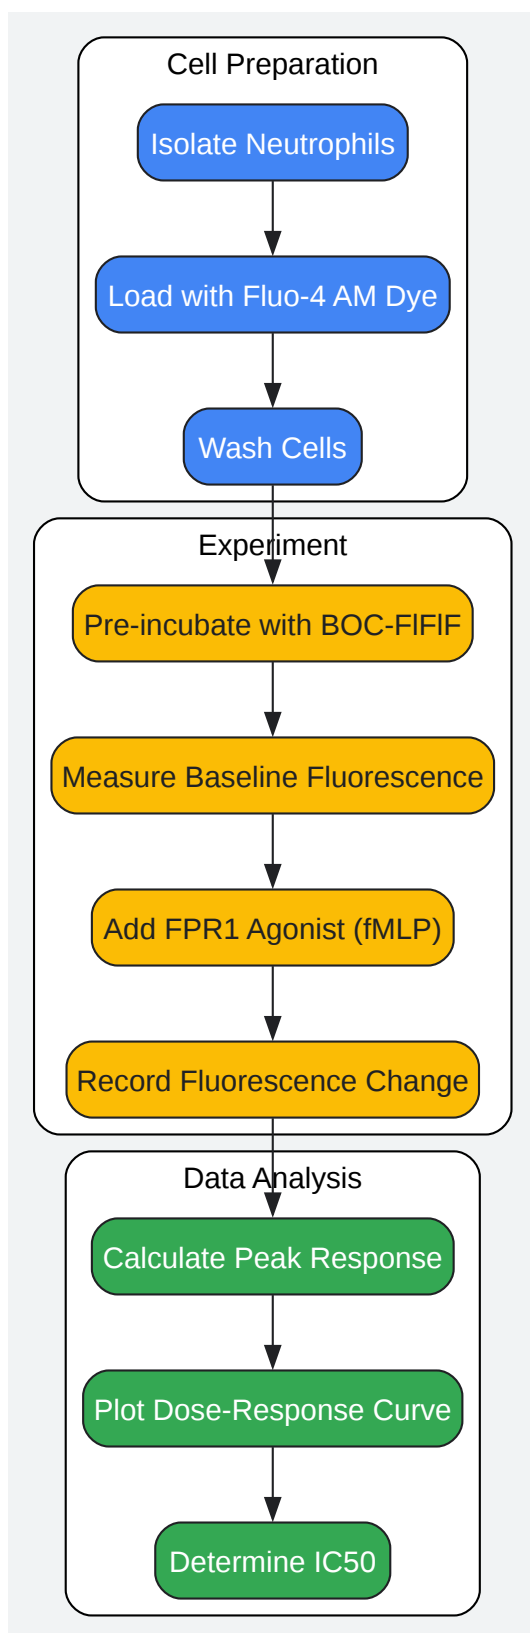 Cell Preparation
Isolate Neutrophils
Load with Fluo-4 AM Dye
Wash Cells
Experiment
Pre-incubate with BOC-FlFlF
Measure Baseline Fluorescence
Add FPR1 Agonist (fMLP)
Record Fluorescence Change
Data Analysis
Calculate Peak Response
Plot Dose-Response Curve
Determine IC50